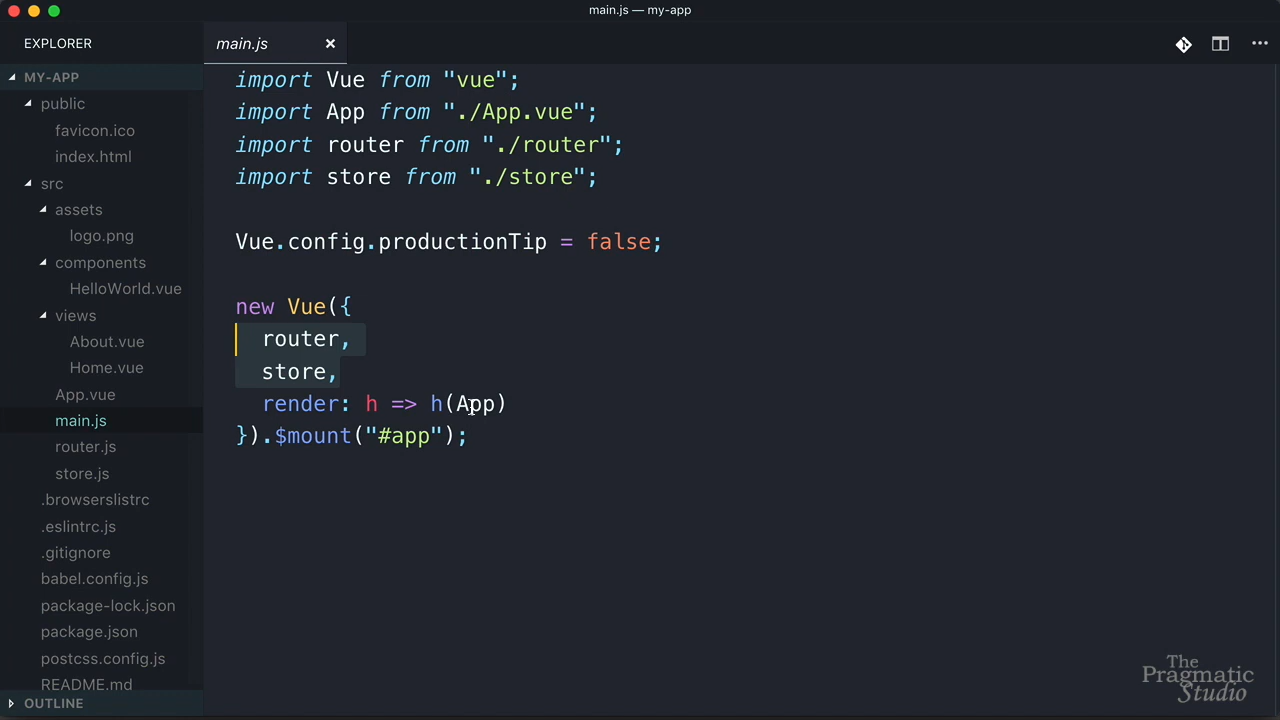 main.js — my-app
EXPLORER
MY-APP
public
favicon.ico
index.html
src
assets
logo.png
components
HelloWorld.vue
views
About.vue
Home.vue
App.vue
main.js
router.js
store.js
.browserslistrc
.eslintrc.js
.gitignore
babel.config.js
package-lock.json
package.json
postcss.config.js
README.md
OUTLINE
main.js
import Vue from "vue";
import App from "./App.vue";
import router from "./router";
import store from "./store";
Vue.config.productionTip = false;
new Vue({
router,
store,
render: h => h(App)
}).$mount("#app");
The
Pragmatic
Studio